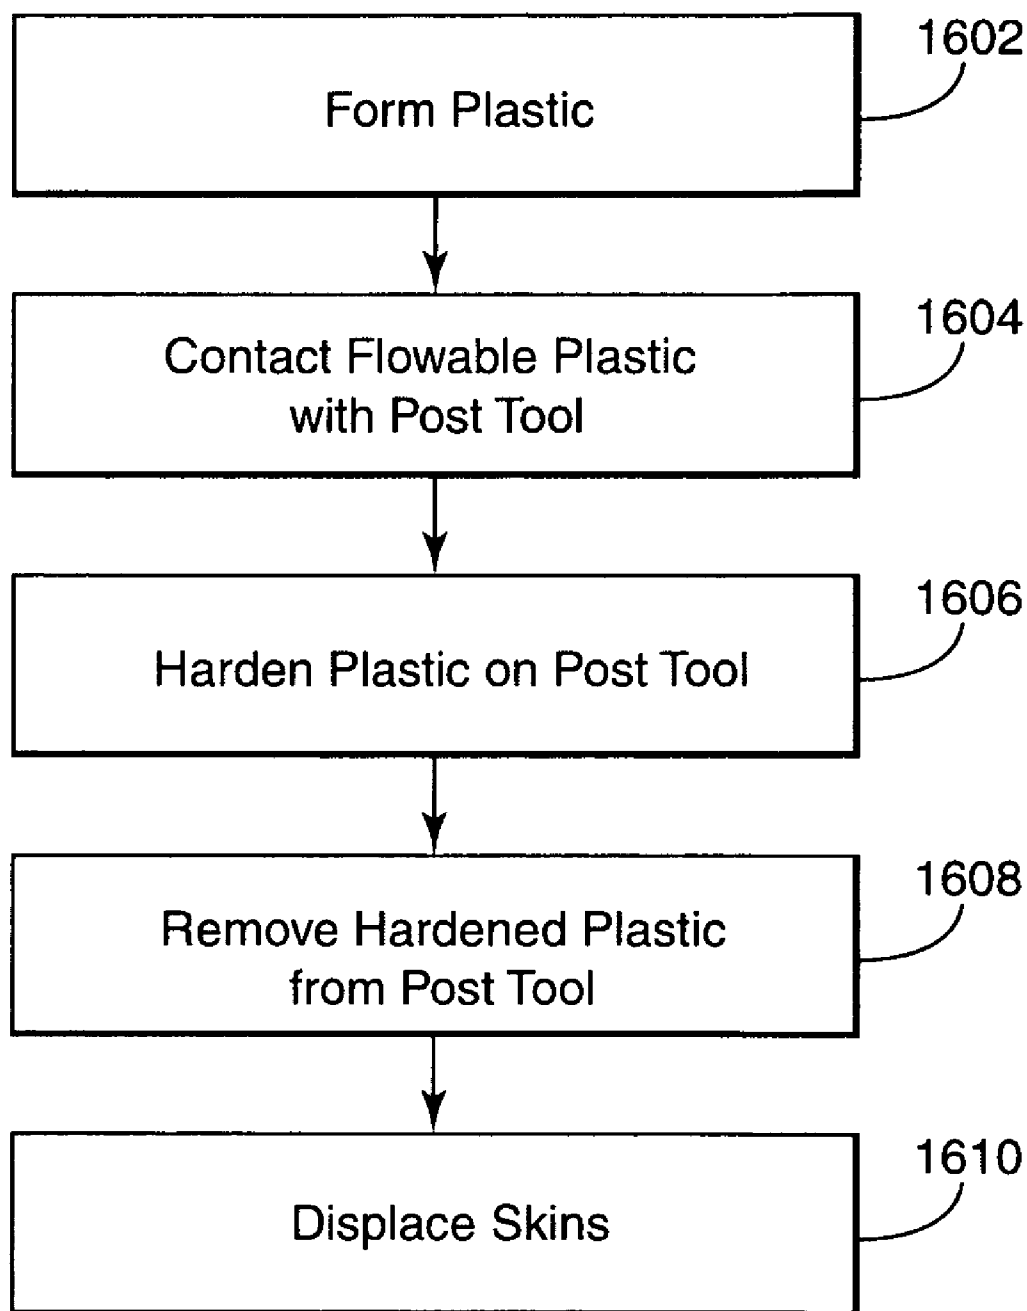 1602
Form Plastic
1604
Contact Flowable Plastic
with Post Tool
1606
Harden Plastic on Post Tool
1608
Remove Hardened Plastic
from Post Tool
1610
Displace Skins